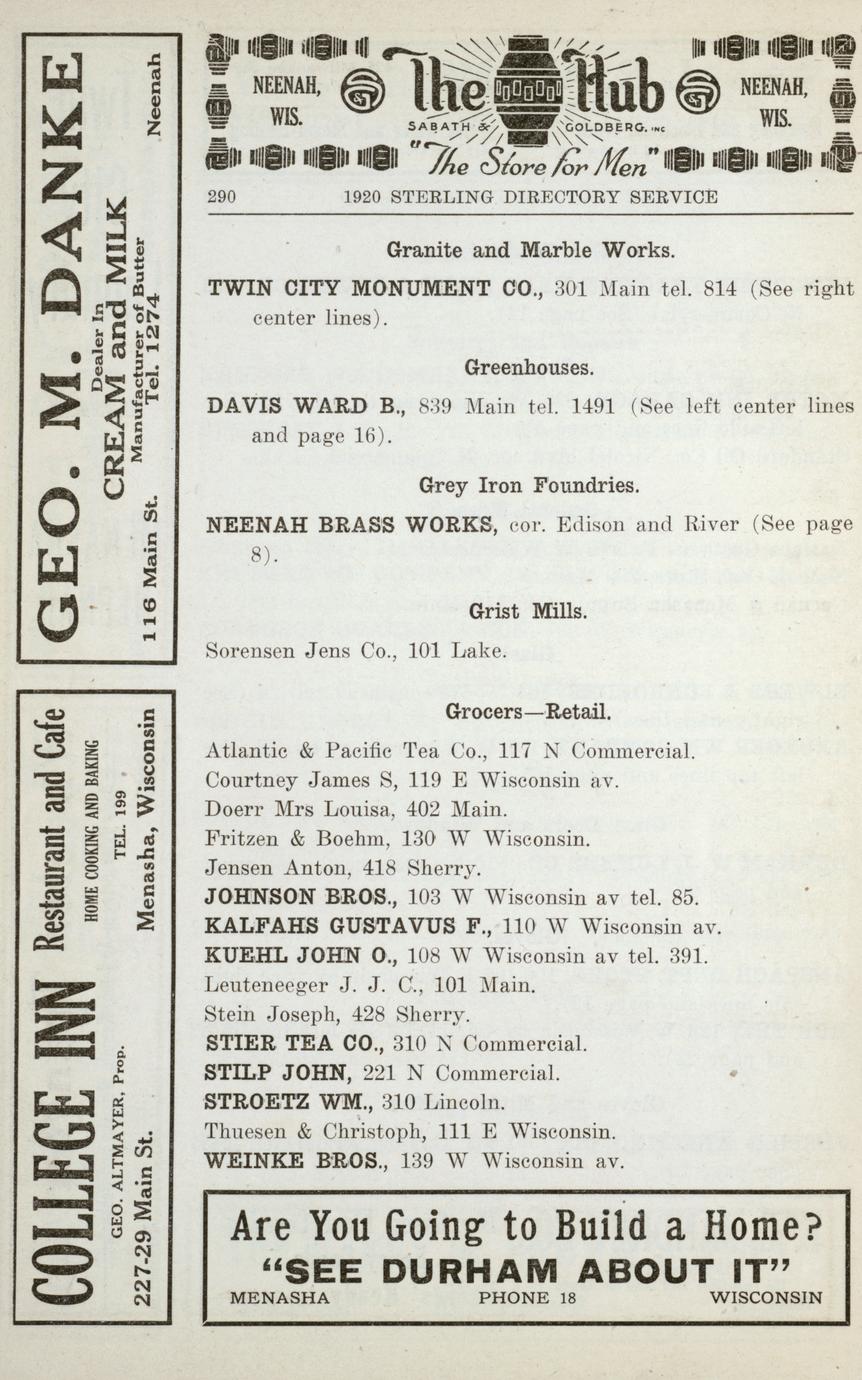 GEO. M. DANKE
Dealer In
CREAM and MILK
Manufacturer of Butter
116 Main St. Tel. 1274 Neenah
COLLEGE INN Restaurant and Cafe
HOME COOKING AND BAKING
GEO. ALTMAYER, Prop. TEL. 199
227-29 Main St. Menasha, Wisconsin
NEENAH, WIS. The Hub NEENAH, WIS.
SABATH & GOLDBERG. INC
"The Store for Men"
290 1920 STERLING DIRECTORY SERVICE
Granite and Marble Works.
TWIN CITY MONUMENT CO., 301 Main tel. 814 (See right
center lines).
Greenhouses.
DAVIS WARD B., 839 Main tel. 1491 (See left center lines
and page 16).
Grey Iron Foundries.
NEENAH BRASS WORKS, cor. Edison and River (See page
8).
Grist Mills.
Sorensen Jens Co., 101 Lake.
Grocers—Retail.
Atlantic & Pacific Tea Co., 117 N Commercial.
Courtney James S, 119 E Wisconsin av.
Doerr Mrs Louisa, 402 Main.
Fritzen & Boehm, 130 W Wisconsin.
Jensen Anton, 418 Sherry.
JOHNSON BROS., 103 W Wisconsin av tel. 85.
KALFAHS GUSTAVUS F., 110 W Wisconsin av.
KUEHL JOHN O., 108 W Wisconsin av tel. 391.
Leuteneeger J. J. C., 101 Main.
Stein Joseph, 428 Sherry.
STIER TEA CO., 310 N Commercial.
STILP JOHN, 221 N Commercial.
STROETZ WM., 310 Lincoln.
Thuesen & Christoph, 111 E Wisconsin.
WEINKE BROS., 139 W Wisconsin av.
Are You Going to Build a Home?
"SEE DURHAM ABOUT IT"
MENASHA PHONE 18 WISCONSIN